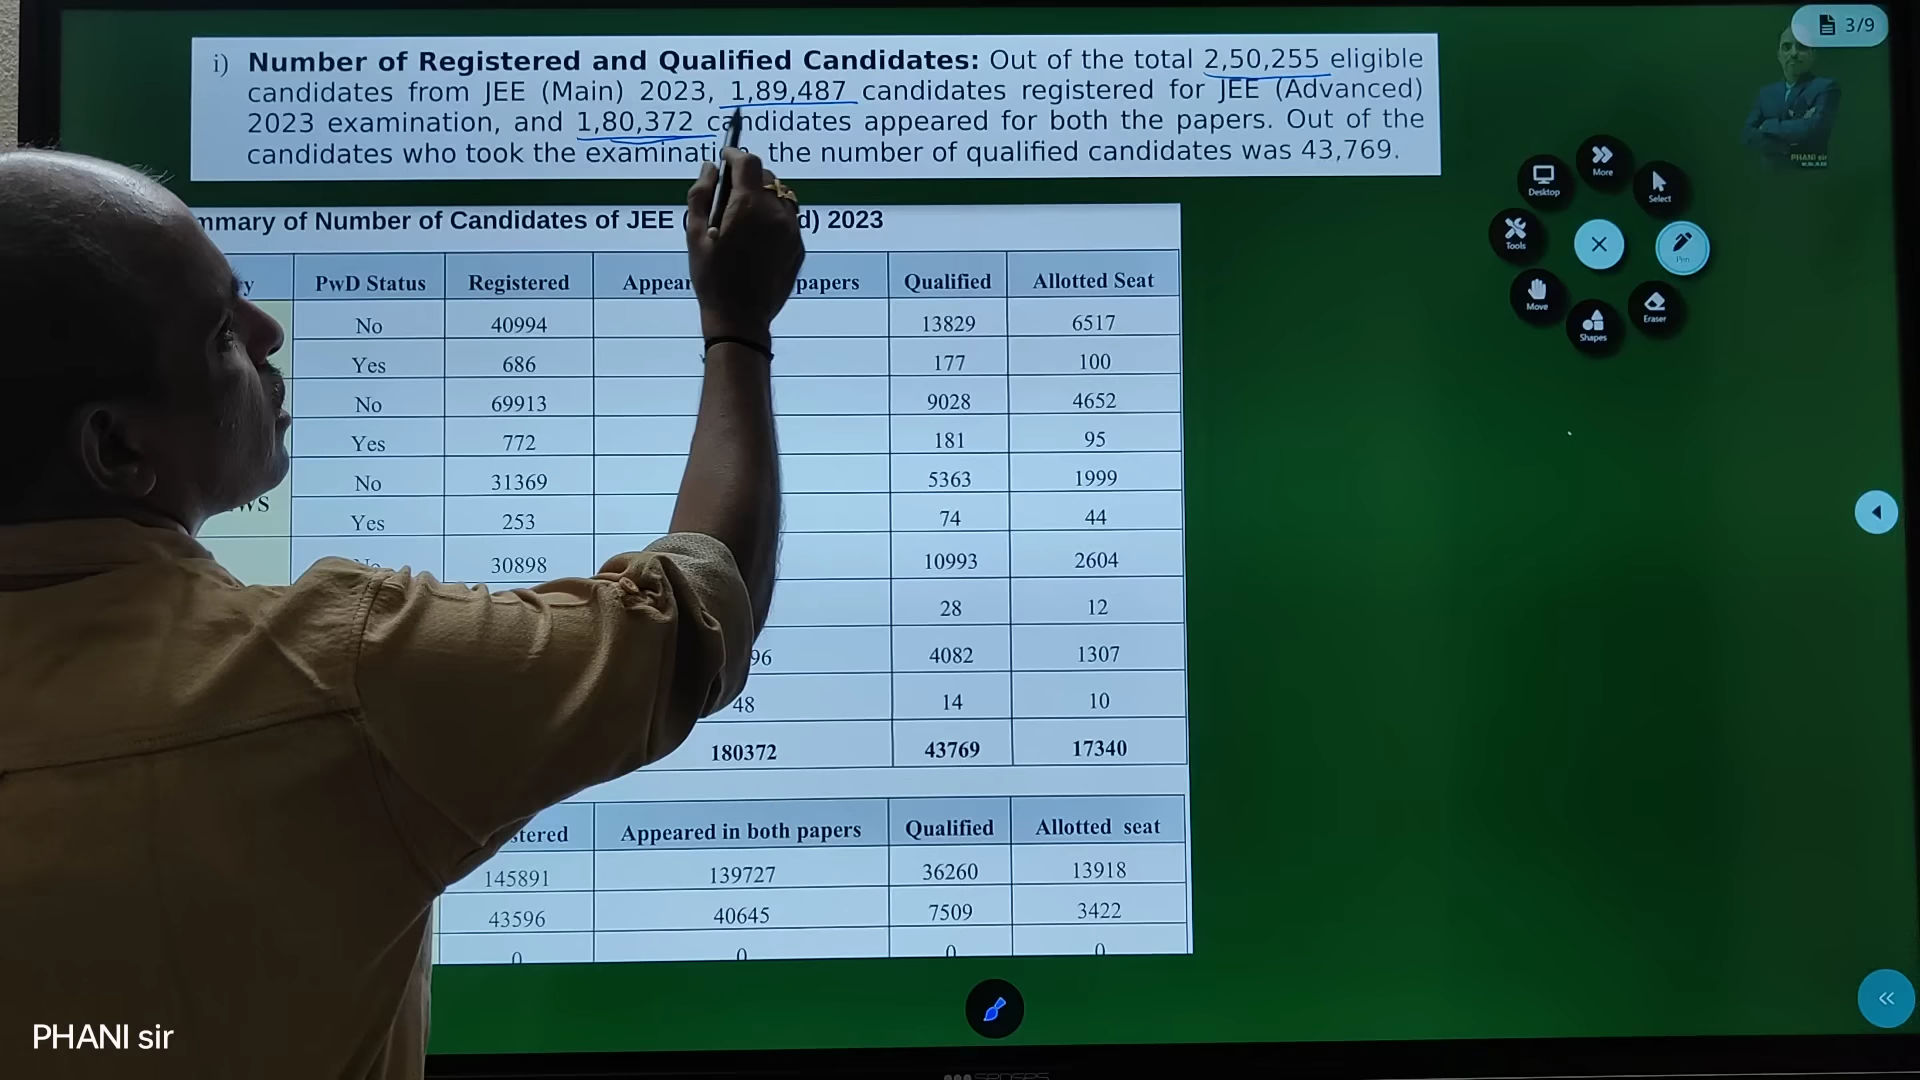 3/9
i) Number of Registered and Qualified Candidates: Out of the total 2,50,255 eligible
candidates from JEE (Main) 2023, 1,89,487 candidates registered for JEE (Advanced)
2023 examination, and 1,80,372 candidates appeared for both the papers. Out of the
candidates who took the the number of qualified candidates was 43,769.
PHANI sir
More
Desktop
Select
Tools
Pen
Move
Eraser
Shapes
of Number of Candidates of JEE 2023
PwD Status Registered papers Qualified Allotted Seat
No 40994 13829 6517
Yes 686 177 100
No 69913 9028 4652
Yes 772 181 95
No 31369 5363 1999
Yes 253 74 44
30898 10993 2604
28 12
4082 1307
48 14 10
180372 43769 17340
Appeared in both papers Qualified Allotted seat
145891 139727 36260 13918
43596 40645 7509 3422
0 0 0 0
PHANI sir